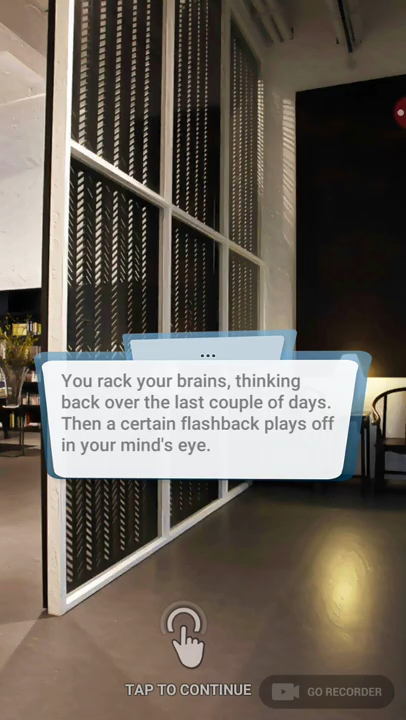 ...
You rack your brains, thinking
back over the last couple of days.
Then a certain flashback plays off
in your mind's eye.
TAP TO CONTINUE
GO RECORDER